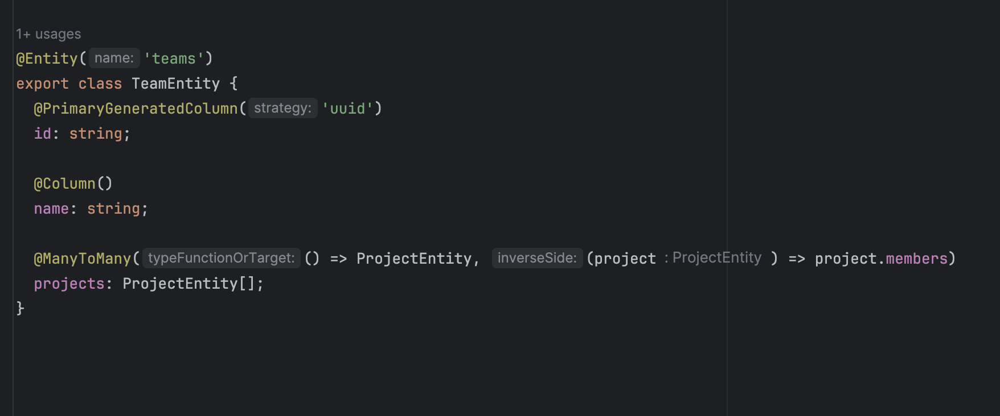 1+ usages
@Entity( name: 'teams')
export class TeamEntity {
@PrimaryGeneratedColumn( strategy: 'uuid')
id: string;
@Column()
name: string;
@ManyToMany( typeFunctionOrTarget: () => ProjectEntity, inverseSide: (project : ProjectEntity ) => project.members)
projects: ProjectEntity[];
}